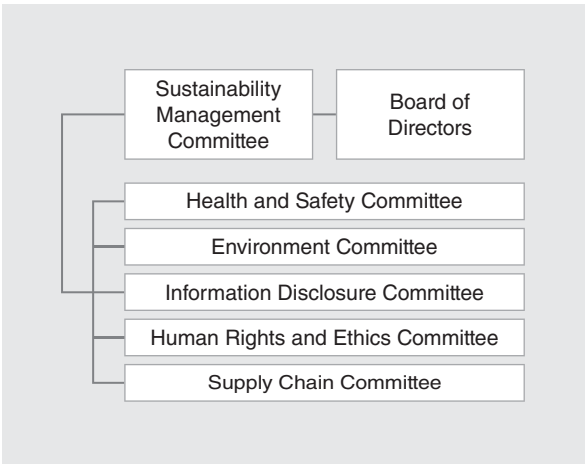 Sustainability
Management
Committee
Board of
Directors
Health and Safety Committee
Environment Committee
Information Disclosure Committee
Human Rights and Ethics Committee
Supply Chain Committee